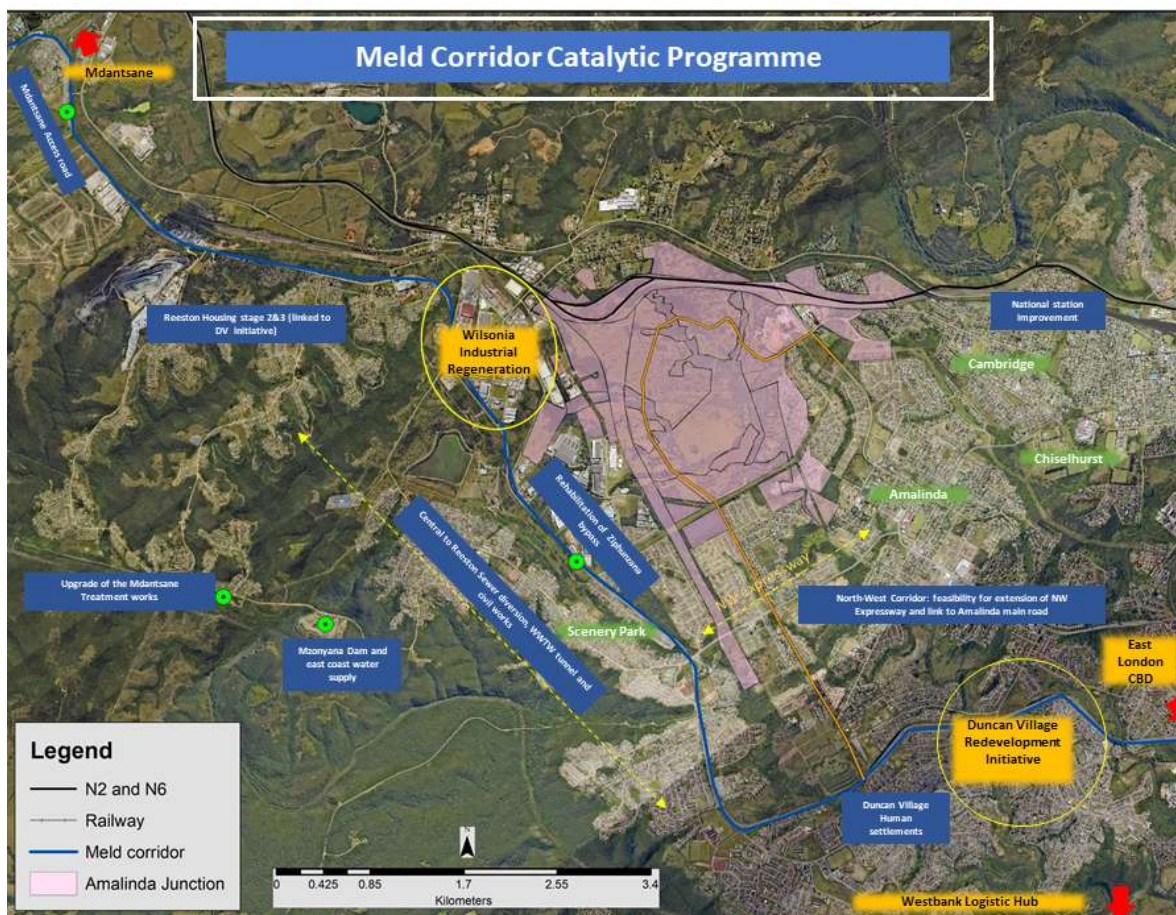 Meld Corridor Catalytic Programme
Mdantsane
Mdantsane Access road
Reeston Housing stage 2&3 (linked to
DV initiative)
Wilsonia
Industrial
Regeneration
National station
improvement
Cambridge
Chiselhurst
Amalinda
Rehabilitation of Ziphunzana
bypass
Central to Reeston Sewer diversion, WWTW tunnel and
civil works
Upgrade of the Mdantsane
Treatment works
Mzonyana Dam and
east coast water
supply
Scenery Park
North-West Corridor: feasibility for extension of NW
Expressway and link to Amalinda main road
East
London
CBD
Duncan Village
Redevelopment
Initiative
Duncan Village
Human
settlements
Westbank Logistic Hub
Legend
N2 and N6
Railway
Meld corridor
Amalinda Junction
N
0 0.425 0.85 1.7 2.55 3.4
Kilometers